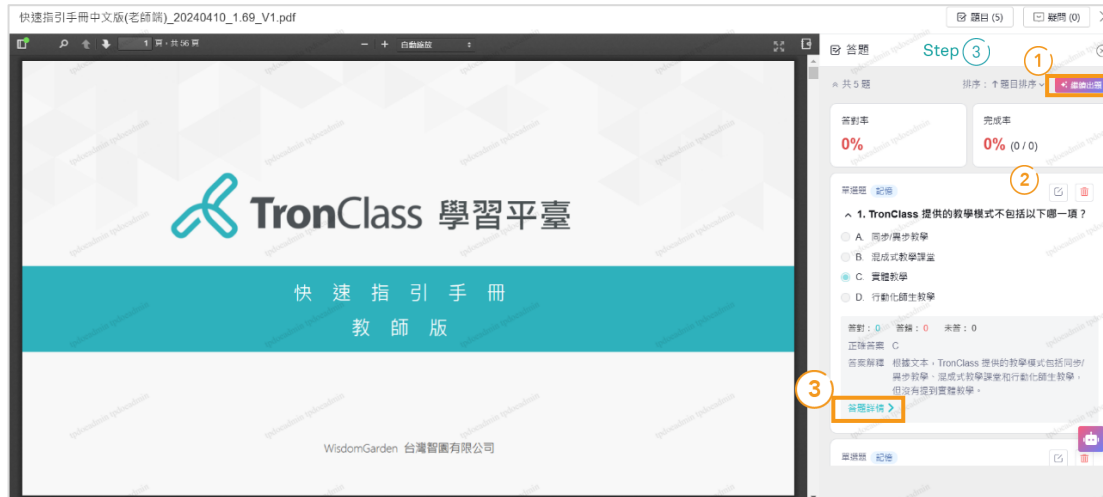 快速指引手冊中文版(老師端)_20240410_1.69_V1.pdf
題目 (5)
疑問 (0)
1 頁，共 56 頁
自動縮放
TronClass 學習平臺
快速指引手冊
教師版
WisdomGarden 台灣智園有限公司
答題
Step 3
1
共 5 題
排序：↑題目排序
繼續出題
答對率
完成率
0%
0% (0 / 0)
2
單選題 記憶
1. TronClass 提供的教學模式不包括以下哪一項？
A. 同步/異步教學
B. 混成式教學課堂
C. 實體教學
D. 行動化師生教學
答對：0 答錯：0 未答：0
正確答案 C
答案解釋 根據文本，TronClass 提供的教學模式包括同步/
異步教學、混成式教學課堂和行動化師生教學，
但沒有提到實體教學。
3
答題詳情
單選題 記憶